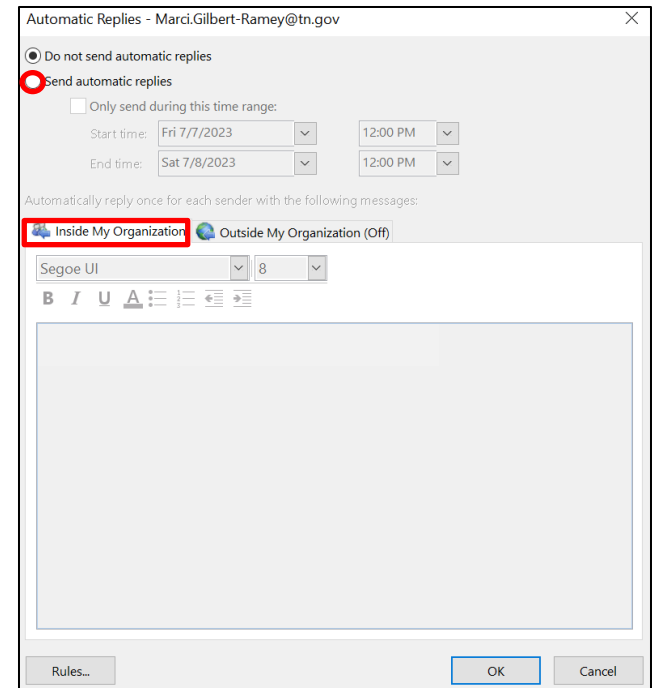 Automatic Replies - Marci.Gilbert-Ramey@tn.gov
Do not send automatic replies
Send automatic replies
Only send during this time range:
Start time: Fri 7/7/2023 12:00 PM
End time: Sat 7/8/2023 12:00 PM
Automatically reply once for each sender with the following messages:
Inside My Organization Outside My Organization (Off)
Segoe UI 8
B I U A
Rules... OK Cancel